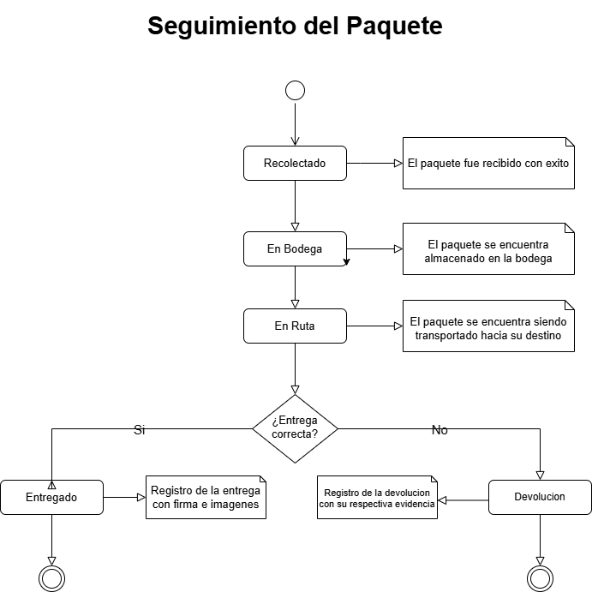 Seguimiento del Paquete
Recolectado
El paquete fue recibido con exito
En Bodega
El paquete se encuentra
almacenado en la bodega
En Ruta
El paquete se encuentra siendo
transportado hacia su destino
¿Entrega
correcta?
Si
No
Entregado
Registro de la entrega
con firma e imagenes
Registro de la devolucion
con su respectiva evidencia
Devolucion